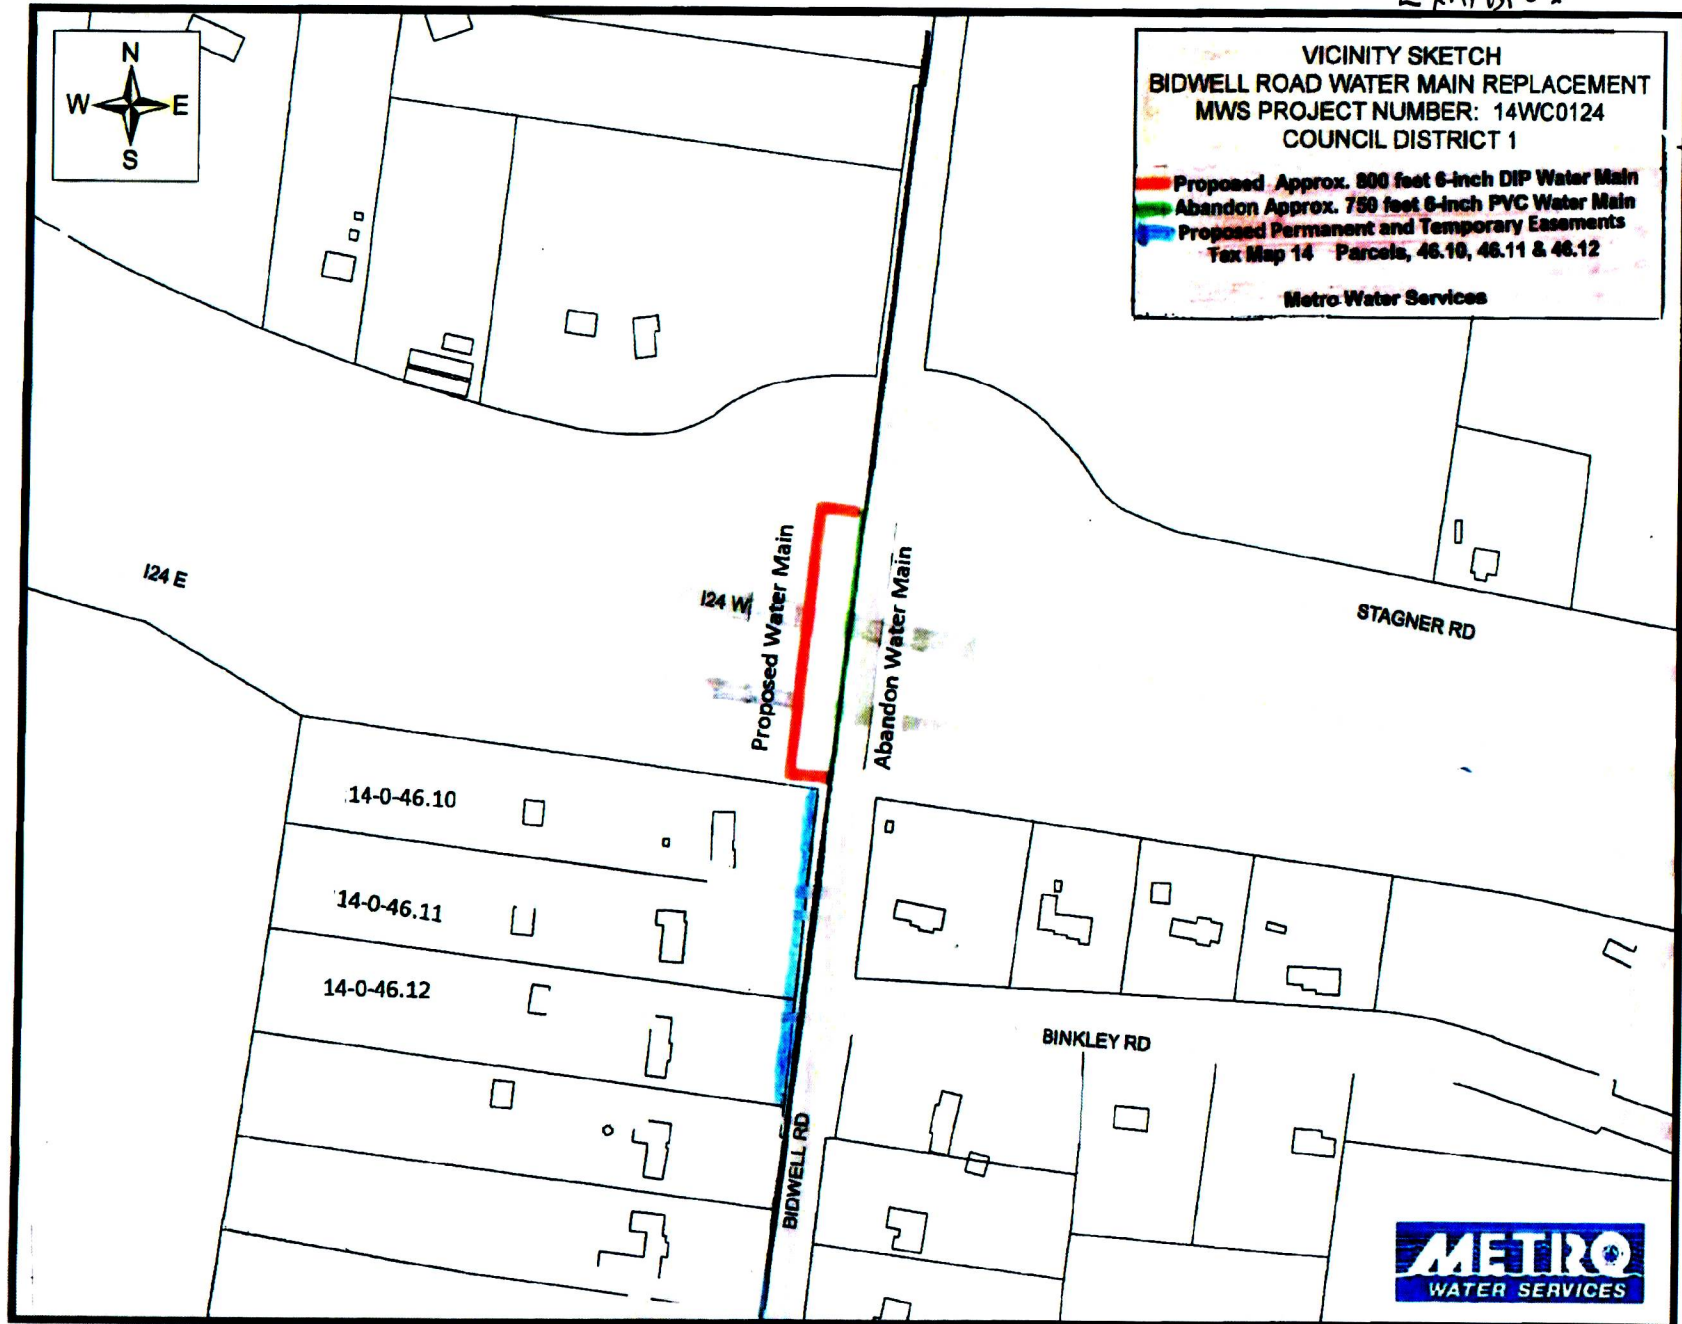 N
W E
S
VICINITY SKETCH
BIDWELL ROAD WATER MAIN REPLACEMENT
MWS PROJECT NUMBER: 14WC0124
COUNCIL DISTRICT 1
Proposed Approx. 800 feet 6-inch DIP Water Main
Abandon Approx. 750 feet 6-inch PVC Water Main
Proposed Permanent and Temporary Easements
Tax Map 14 Parcels, 46.10, 46.11 & 46.12
Metro Water Services
I24 E
I24 W
Proposed Water Main
Abandon Water Main
STAGNER RD
14-0-46.10
14-0-46.11
14-0-46.12
BINKLEY RD
BIDWELL RD
METRO
WATER SERVICES